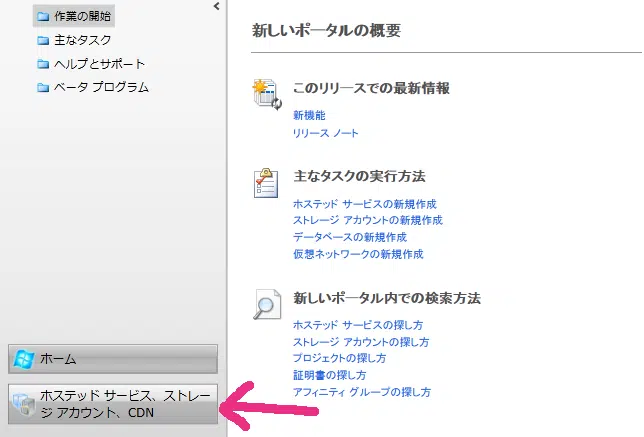 作業の開始
主なタスク
ヘルプとサポート
ベータ プログラム
ホーム
ホステッド サービス、ストレー
ジ アカウント、CDN
新しいポータルの概要
このリリースでの最新情報
新機能
リリース ノート
主なタスクの実行方法
ホステッド サービスの新規作成
ストレージ アカウントの新規作成
データベースの新規作成
仮想ネットワークの新規作成
新しいポータル内での検索方法
ホステッド サービスの探し方
ストレージ アカウントの探し方
プロジェクトの探し方
証明書の探し方
アフィニティ グループの探し方